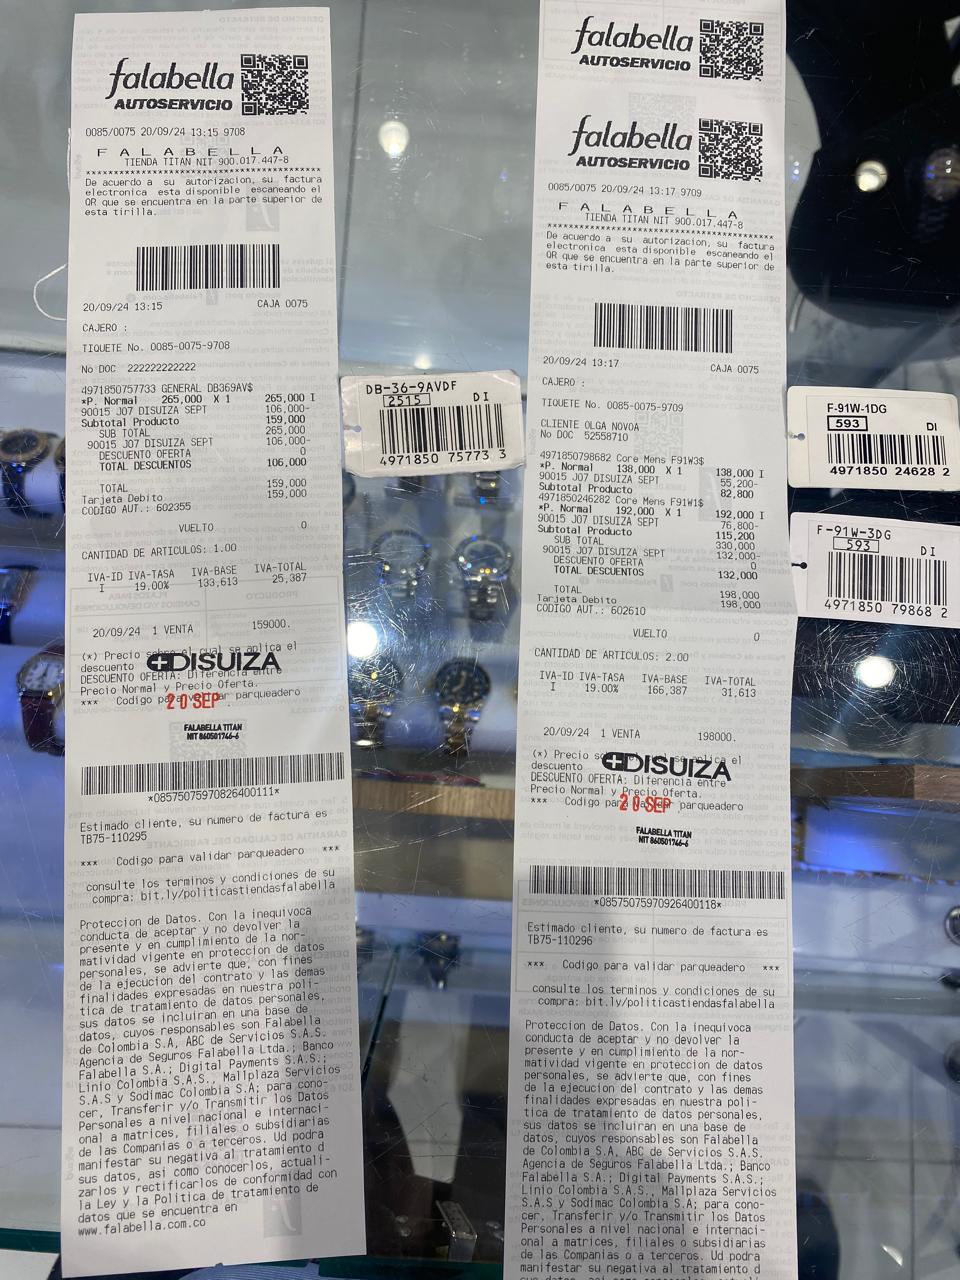 falabella
AUTOSERVICIO
0085/0075 20/09/24 13:15 9708
F A L A B E L L A
TIENDA TITAN NIT 900.017.447-8
****************************************
De acuerdo a su autorizacion, su factura
electronica esta disponible escaneando el
QR que se encuentra en la parte superior de
esta tirilla.
20/09/24 13:15 CAJA 0075
CAJERO :
TIQUETE No. 0085-0075-9708
No DOC 222222222222
4971850757733 GENERAL DB369AV$
*P. Normal 265,000 X 1 265,000 I
90015 J07 DISUIZA SEPT 106,000-
Subtotal Producto 159,000
SUB TOTAL 265,000
90015 J07 DISUIZA SEPT 106,000-
DESCUENTO OFERTA 0
TOTAL DESCUENTOS 106,000
TOTAL 159,000
Tarjeta Debito 159,000
CODIGO AUT.: 602355
VUELTO 0
CANTIDAD DE ARTICULOS: 1.00
IVA-ID IVA-TASA IVA-BASE IVA-TOTAL
I 19.00% 133,613 25,387
20/09/24 1 VENTA 159000.
(*) Precio sobre el cual se aplica el
descuento
DISUIZA
DESCUENTO OFERTA: Diferencia entre
Precio Normal y Precio Oferta.
*** Codigo para validar parqueadero
20 SEP
FALABELLA TITAN
NIT 860501746-6
*08575075970826400111*
Estimado cliente, su numero de factura es
TB75-110295
*** Codigo para validar parqueadero ***
consulte los terminos y condiciones de su
compra: bit.ly/politicastiendasfalabella
Proteccion de Datos. Con la inequivoca
conducta de aceptar y no devolver la
presente y en cumplimiento de la nor-
matividad vigente en proteccion de datos
personales, se advierte que, con fines
de la ejecucion del contrato y las demas
finalidades expresadas en nuestra poli-
tica de tratamiento de datos personales,
sus datos se incluiran en una base de
datos, cuyos responsables son Falabella
de Colombia S.A, ABC de Servicios S.A.S.
Agencia de Seguros Falabella Ltda.; Banco
Falabella S.A.; Digital Payments S.A.S.;
Linio Colombia S.A.S., Mallplaza Servicios
S.A.S y Sodimac Colombia S.A; para cono-
cer, Transferir y/o Transmitir los Datos
Personales a nivel nacional e internaci-
onal a matrices, filiales o subsidiarias
de las Companias o a terceros. Ud podra
manifestar su negativa al tratamiento d
sus datos, asi como conocerlos, actuali-
zarlos y rectificarlos de conformidad con
la Ley y la Politica de tratamiento de
datos que se encuentra en
www.falabella.com.co
DB-36-9AVDF
2515 DI
4971850 75773 3
falabella
AUTOSERVICIO
falabella
AUTOSERVICIO
0085/0075 20/09/24 13:17 9709
F A L A B E L L A
TIENDA TITAN NIT 900.017.447-8
****************************************
De acuerdo a su autorizacion, su factura
electronica esta disponible escaneando el
QR que se encuentra en la parte superior de
esta tirilla.
20/09/24 13:17 CAJA 0075
CAJERO :
TIQUETE No. 0085-0075-9709
CLIENTE OLGA NOVOA
No DOC 52558710
4971850798682 Core Mens F91W3$
*P. Normal 138,000 X 1 138,000 I
90015 J07 DISUIZA SEPT 55,200-
Subtotal Producto 82,800
4971850246282 Core Mens F91W1$
*P. Normal 192,000 X 1 192,000 I
90015 J07 DISUIZA SEPT 76,800-
Subtotal Producto 115,200
SUB TOTAL 330,000
90015 J07 DISUIZA SEPT 132,000-
DESCUENTO OFERTA 0
TOTAL DESCUENTOS 132,000
TOTAL 198,000
Tarjeta Debito 198,000
CODIGO AUT.: 602610
VUELTO 0
CANTIDAD DE ARTICULOS: 2.00
IVA-ID IVA-TASA IVA-BASE IVA-TOTAL
I 19.00% 166,387 31,613
20/09/24 1 VENTA 198000.
(*) Precio sobre el cual se aplica el
descuento
DISUIZA
DESCUENTO OFERTA: Diferencia entre
Precio Normal y Precio Oferta.
*** Codigo para validar parqueadero
20 SEP
FALABELLA TITAN
NIT 860501746-6
*08575075970926400118*
Estimado cliente, su numero de factura es
TB75-110296
*** Codigo para validar parqueadero ***
consulte los terminos y condiciones de su
compra: bit.ly/politicastiendasfalabella
Proteccion de Datos. Con la inequivoca
conducta de aceptar y no devolver la
presente y en cumplimiento de la nor-
matividad vigente en proteccion de datos
personales, se advierte que, con fines
de la ejecucion del contrato y las demas
finalidades expresadas en nuestra poli-
tica de tratamiento de datos personales,
sus datos se incluiran en una base de
datos, cuyos responsables son Falabella
de Colombia S.A, ABC de Servicios S.A.S.
Agencia de Seguros Falabella Ltda.; Banco
Falabella S.A.; Digital Payments S.A.S.;
Linio Colombia S.A.S., Mallplaza Servicios
S.A.S y Sodimac Colombia S.A; para cono-
cer, Transferir y/o Transmitir los Datos
Personales a nivel nacional e internaci-
onal a matrices, filiales o subsidiarias
de las Companias o a terceros. Ud podra
manifestar su negativa al tratamiento d
F-91W-1DG
593 DI
4971850 24628 2
F-91W-3DG
593 DI
4971850 79868 2